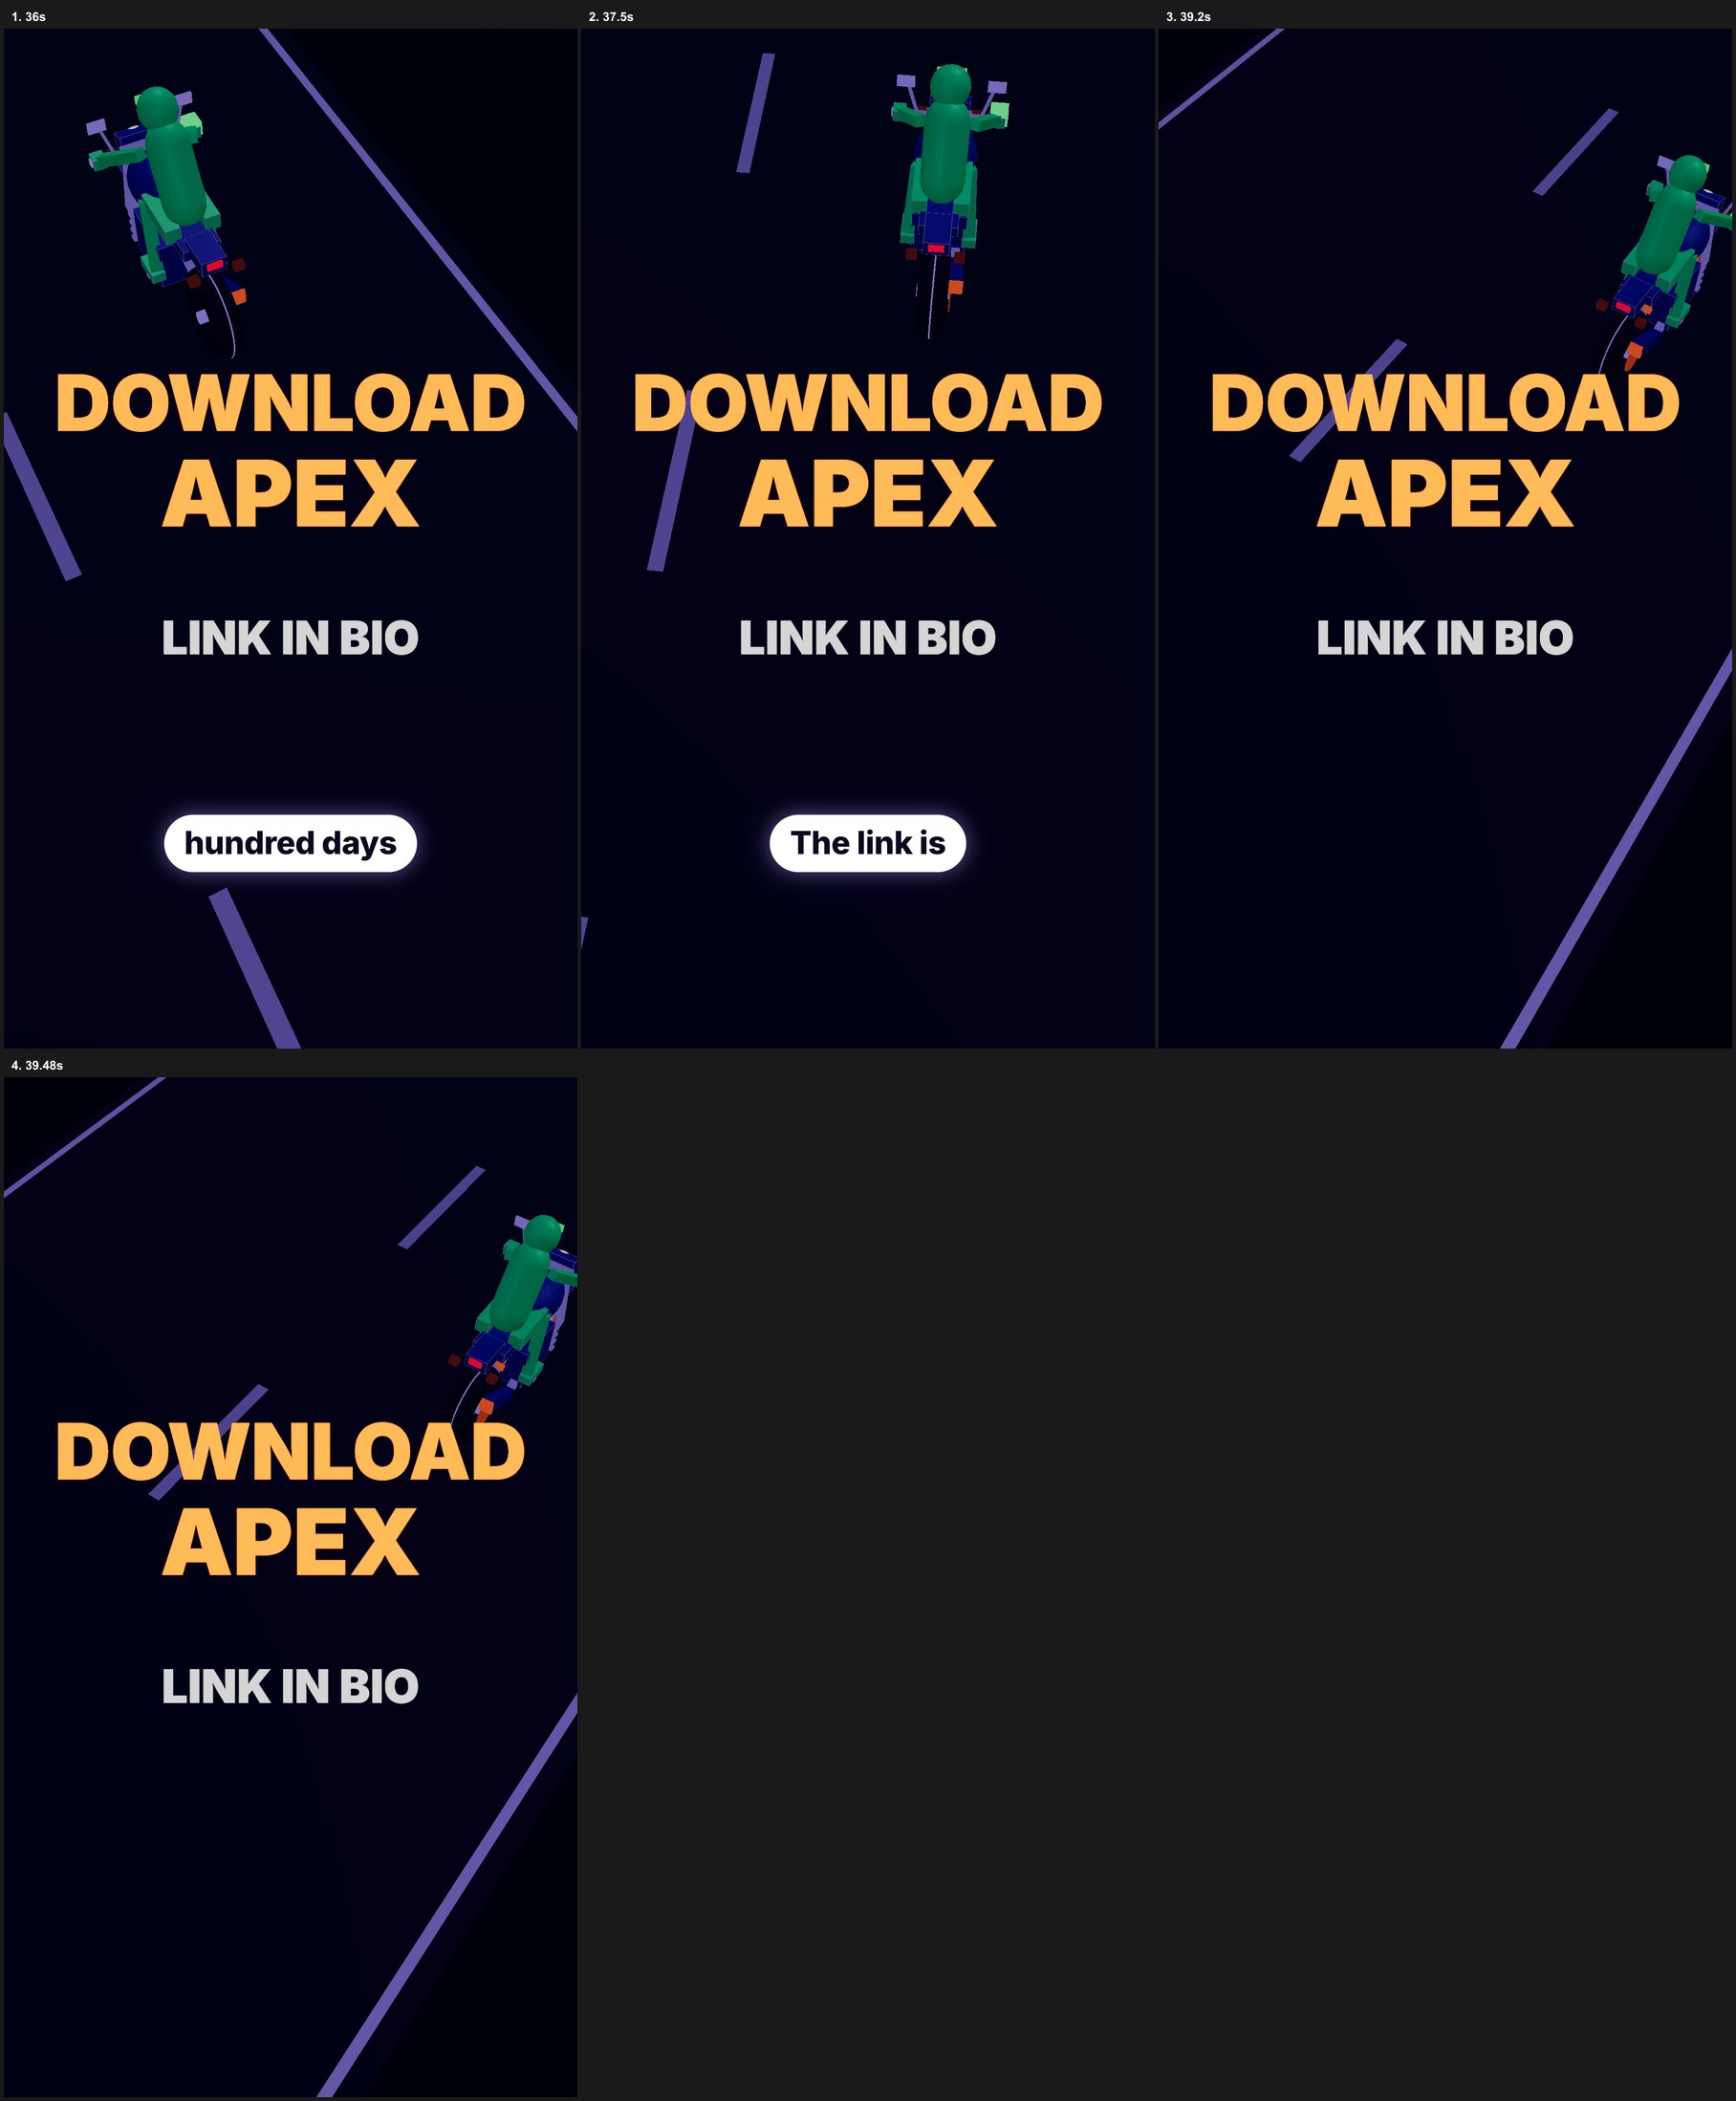 1. 36s
DOWNLOAD
APEX
LINK IN BIO
hundred days
2. 37.5s
DOWNLOAD
APEX
LINK IN BIO
The link is
3. 39.2s
DOWNLOAD
APEX
LINK IN BIO
4. 39.48s
DOWNLOAD
APEX
LINK IN BIO